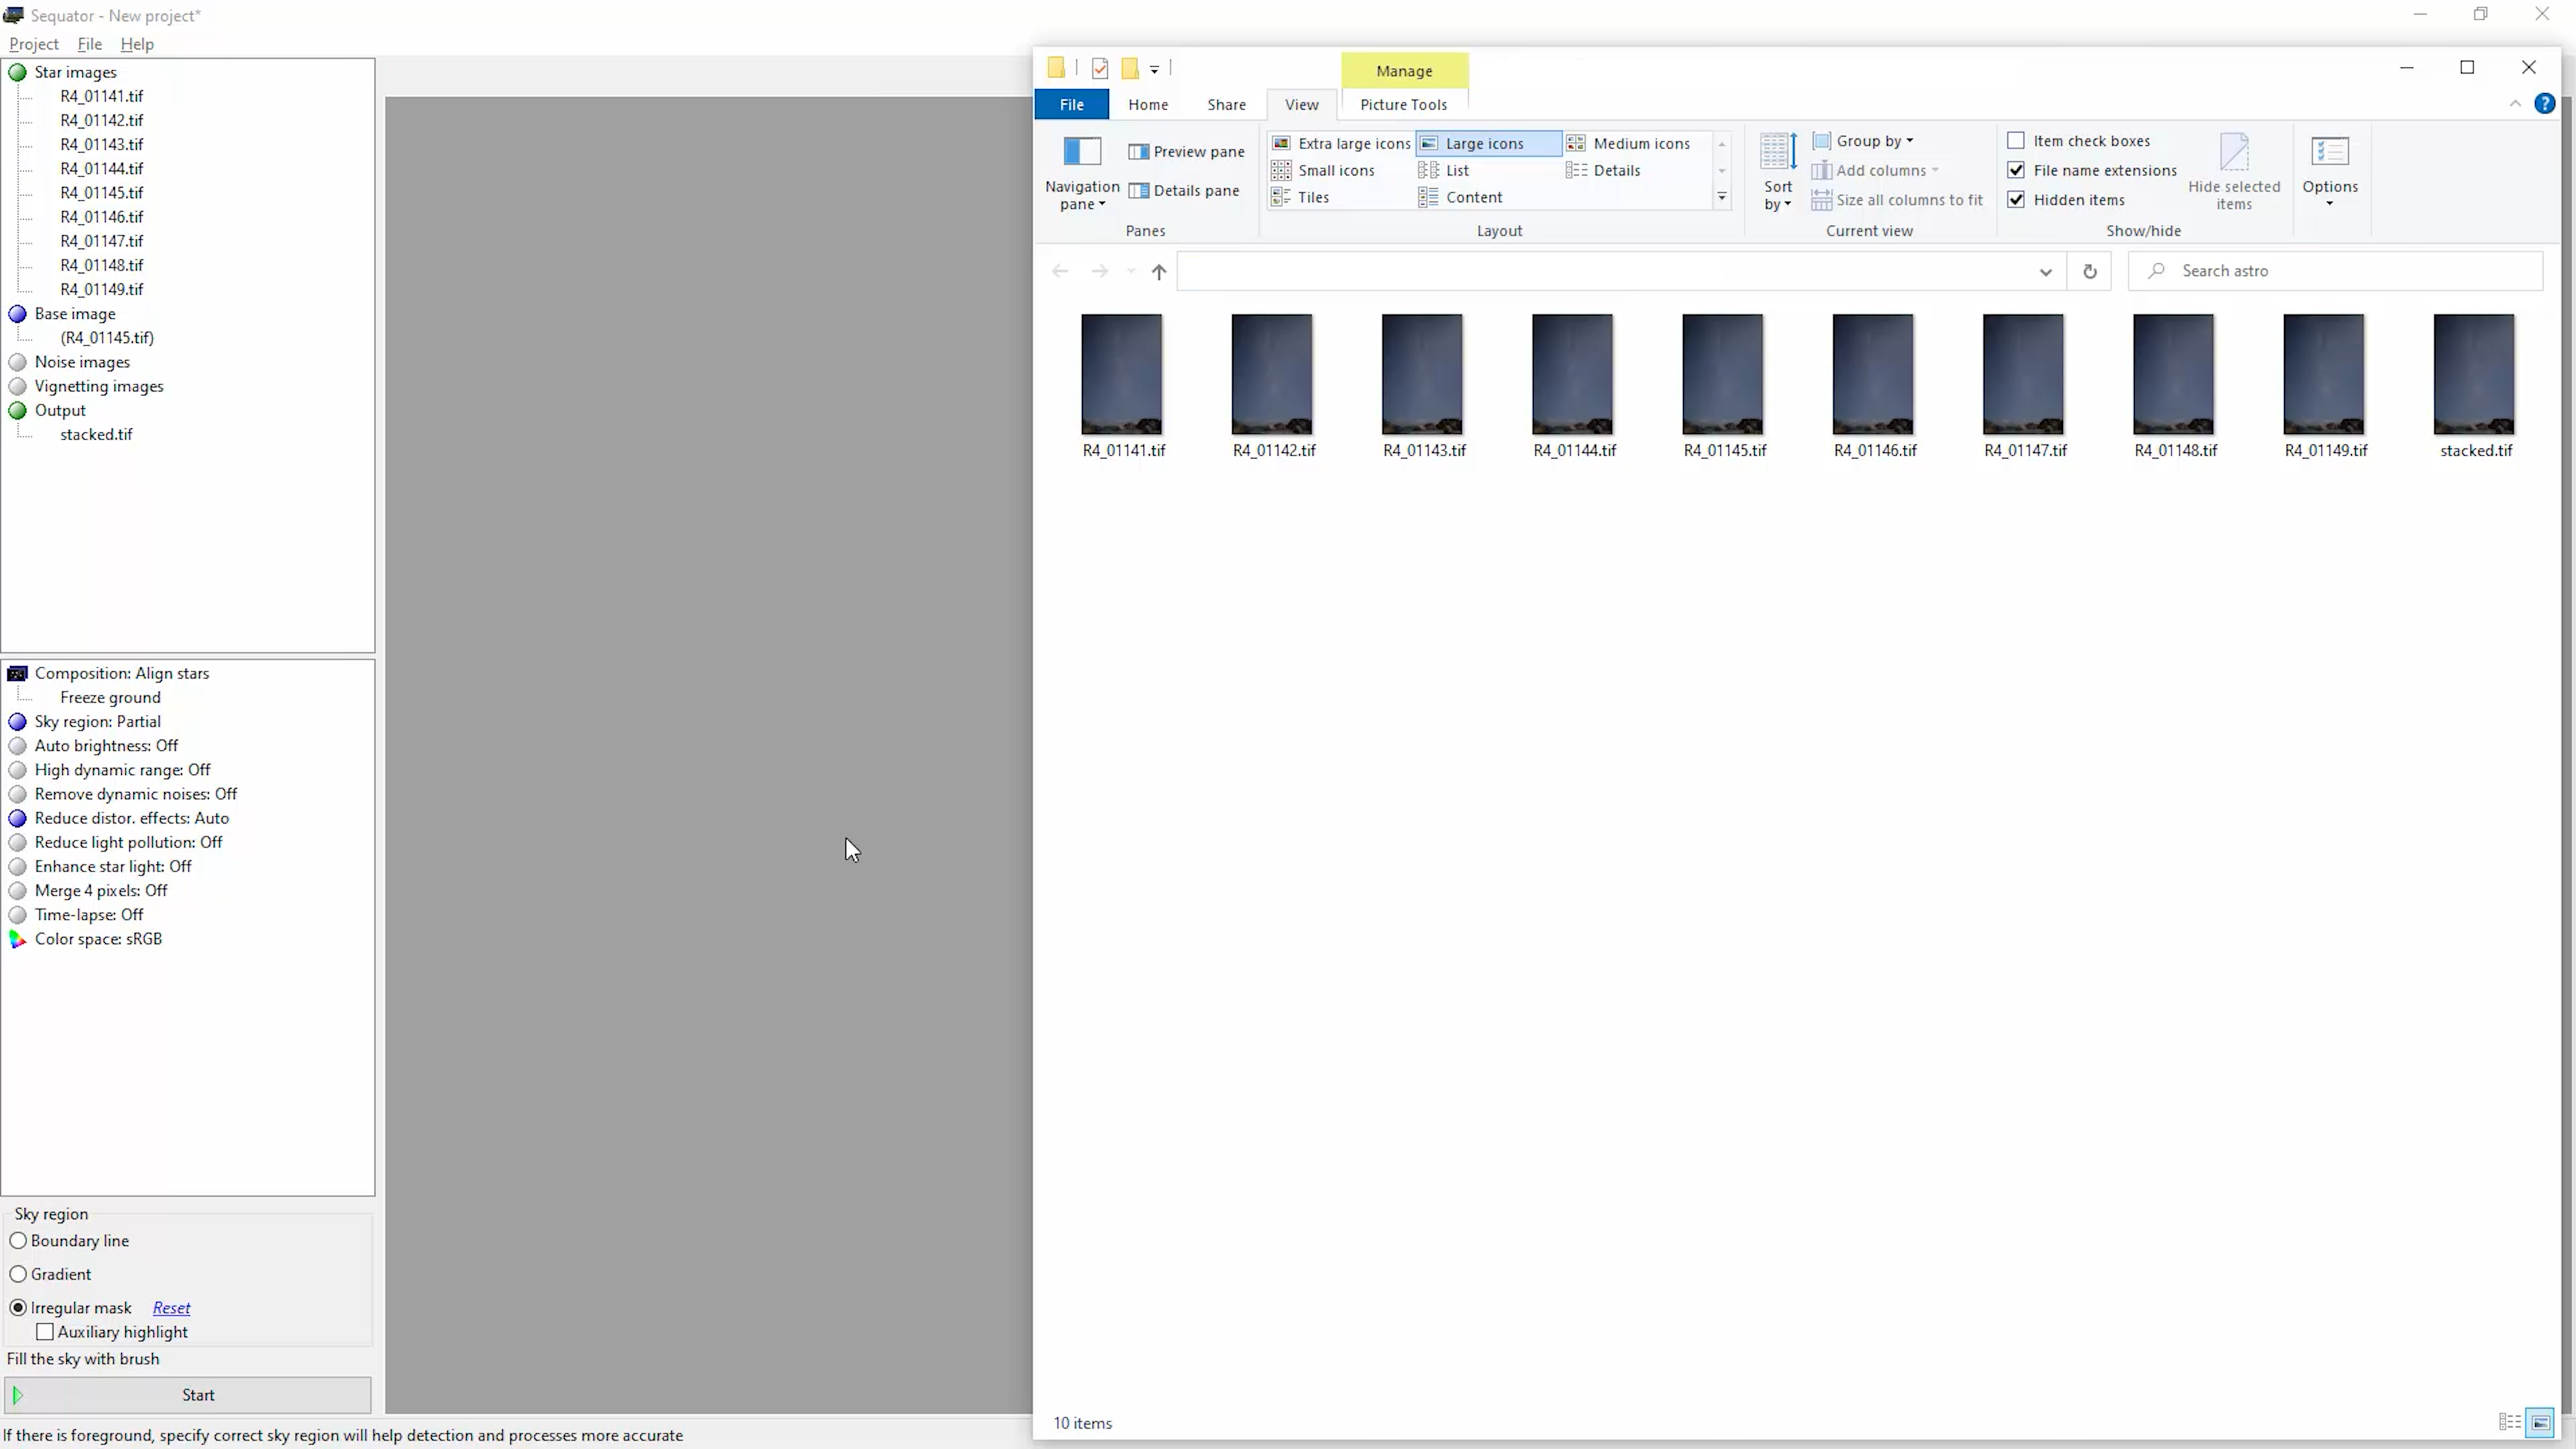 Sequator - New project*
Project File Help
Star images
R4_01141.tif
R4_01142.tif
R4_01143.tif
R4_01144.tif
R4_01145.tif
R4_01146.tif
R4_01147.tif
R4_01148.tif
R4_01149.tif
Base image
(R4_01145.tif)
Noise images
Vignetting images
Output
stacked.tif
Composition: Align stars
Freeze ground
Sky region: Partial
Auto brightness: Off
High dynamic range: Off
Remove dynamic noises: Off
Reduce distor. effects: Auto
Reduce light pollution: Off
Enhance star light: Off
Merge 4 pixels: Off
Time-lapse: Off
Color space: sRGB
Sky region
Boundary line
Gradient
Irregular mask Reset
Auxiliary highlight
Fill the sky with brush
Start
If there is foreground, specify correct sky region will help detection and processes more accurate
Manage
File Home Share View Picture Tools
Navigation pane
Preview pane
Details pane
Panes
Extra large icons Large icons Medium icons
Small icons List Details
Tiles Content
Layout
Sort by
Group by
Add columns
Size all columns to fit
Current view
Item check boxes
File name extensions
Hidden items
Hide selected items
Show/hide
Options
Search astro
R4_01141.tif R4_01142.tif R4_01143.tif R4_01144.tif R4_01145.tif R4_01146.tif R4_01147.tif R4_01148.tif R4_01149.tif stacked.tif
10 items